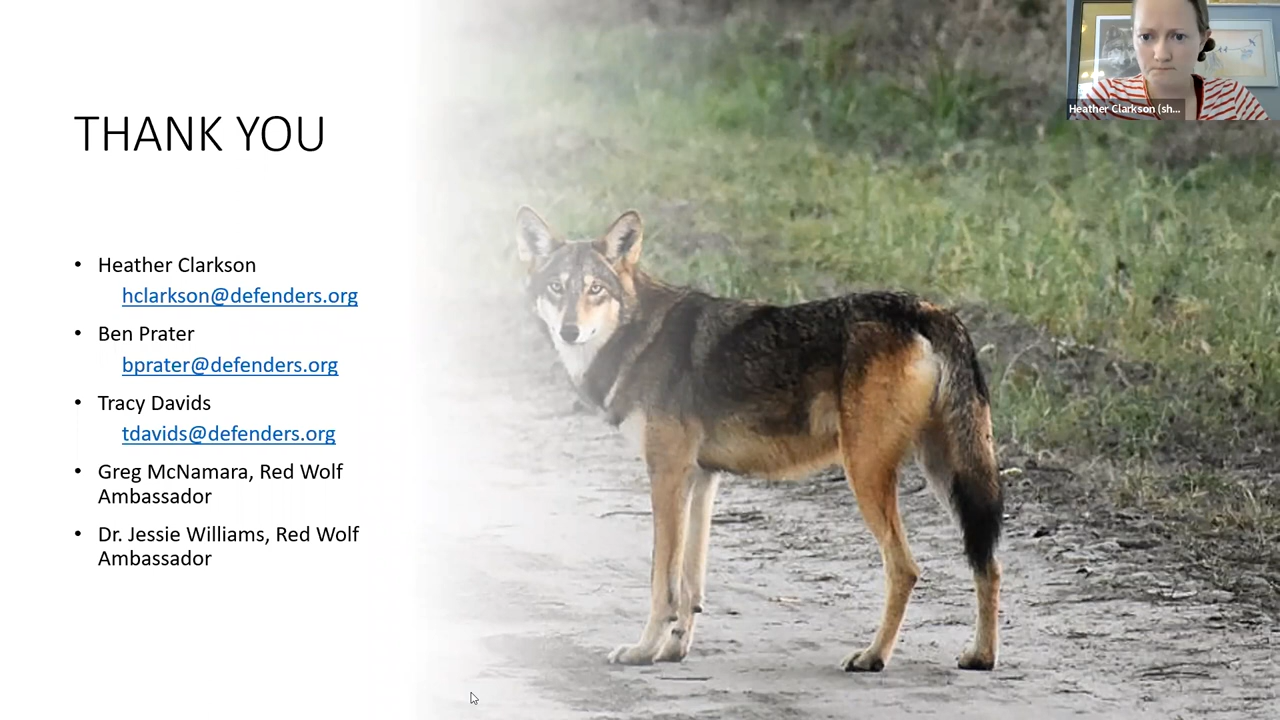 THANK YOU
• Heather Clarkson
hclarkson@defenders.org
• Ben Prater
bprater@defenders.org
• Tracy Davids
tdavids@defenders.org
• Greg McNamara, Red Wolf
Ambassador
• Dr. Jessie Williams, Red Wolf
Ambassador
Heather Clarkson (sh...